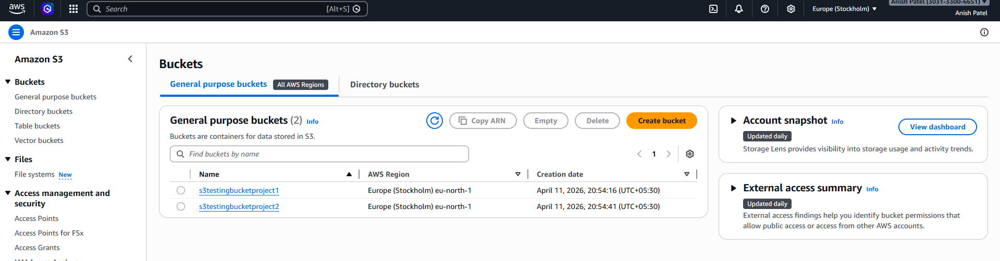 aws
Search
[Alt+S]
Europe (Stockholm)
Anish Patel (3031-3300-6651)
Anish Patel
Amazon S3
Amazon S3
Buckets
General purpose buckets
Directory buckets
Table buckets
Vector buckets
Files
File systems New
Access management and
security
Access Points
Access Points for FSx
Access Grants
Buckets
General purpose buckets All AWS Regions
Directory buckets
General purpose buckets (2) Info
Copy ARN
Empty
Delete
Create bucket
Buckets are containers for data stored in S3.
Find buckets by name
1
Name AWS Region Creation date
s3testingbucketproject1 Europe (Stockholm) eu-north-1 April 11, 2026, 20:54:16 (UTC+05:30)
s3testingbucketproject2 Europe (Stockholm) eu-north-1 April 11, 2026, 20:54:41 (UTC+05:30)
Account snapshot Info
View dashboard
Updated daily
Storage Lens provides visibility into storage usage and activity trends.
External access summary Info
Updated daily
External access findings help you identify bucket permissions that
allow public access or access from other AWS accounts.